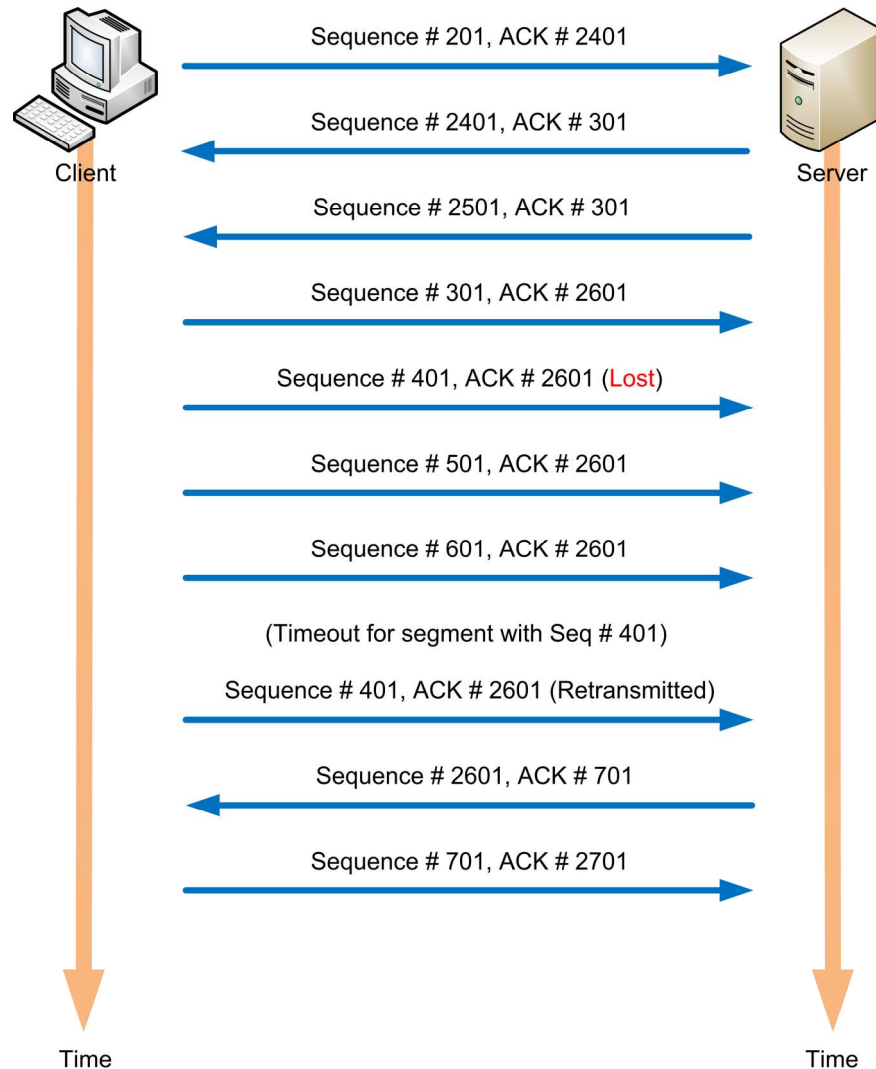 Sequence # 201, ACK # 2401
Sequence # 2401, ACK # 301
Client
Server
Sequence # 2501, ACK # 301
Sequence # 301, ACK # 2601
Sequence # 401, ACK # 2601 (Lost)
Sequence # 501, ACK # 2601
Sequence # 601, ACK # 2601
(Timeout for segment with Seq # 401)
Sequence # 401, ACK # 2601 (Retransmitted)
Sequence # 2601, ACK # 701
Sequence # 701, ACK # 2701
Time
Time